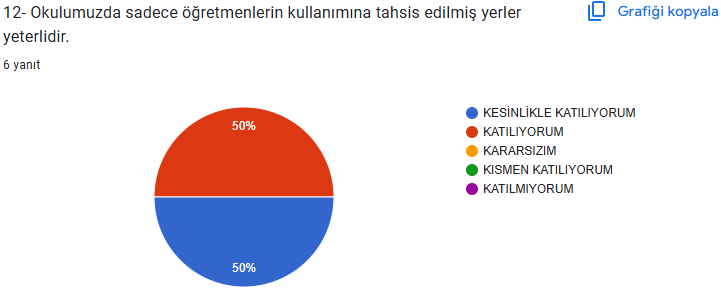 12- Okulumuzda sadece öğretmenlerin kullanımına tahsis edilmiş yerler
yeterlidir.
Grafiği kopyala
6 yanıt
50%
50%
KESİNLİKLE KATILIYORUM
KATILIYORUM
KARARSIZIM
KISMEN KATILIYORUM
KATILMIYORUM